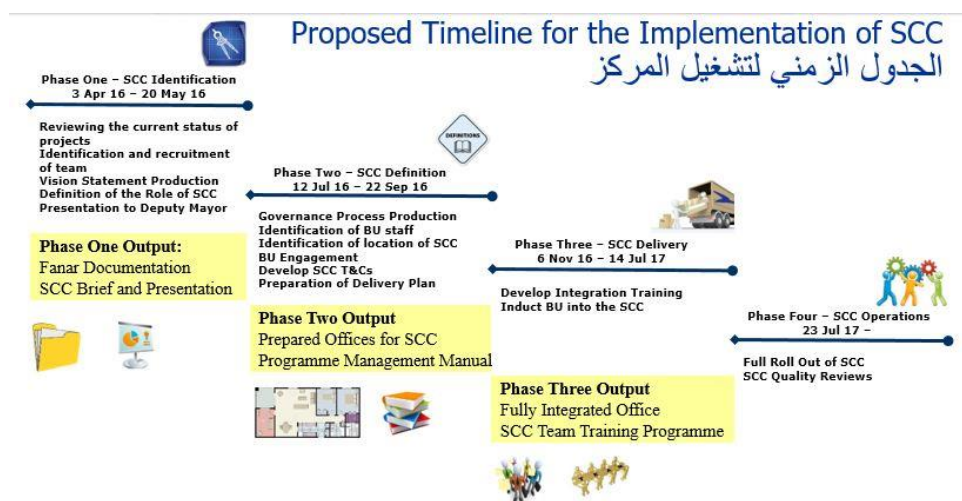 Proposed Timeline for the Implementation of SCC
الجدول الزمني لتشغيل المركز
Phase One – SCC Identification
3 Apr 16 – 20 May 16
Reviewing the current status of
projects
Identification and recruitment
of team
Vision Statement Production
Definition of the Role of SCC
Presentation to Deputy Mayor
Phase One Output:
Fanar Documentation
SCC Brief and Presentation
DEFINITIONS
Phase Two – SCC Definition
12 Jul 16 – 22 Sep 16
Governance Process Production
Identification of BU staff
Identification of location of SCC
BU Engagement
Develop SCC T&Cs
Preparation of Delivery Plan
Phase Two Output
Prepared Offices for SCC
Programme Management Manual
Phase Three – SCC Delivery
6 Nov 16 – 14 Jul 17
Develop Integration Training
Induct BU into the SCC
Phase Three Output
Fully Integrated Office
SCC Team Training Programme
Phase Four – SCC Operations
23 Jul 17 –
Full Roll Out of SCC
SCC Quality Reviews